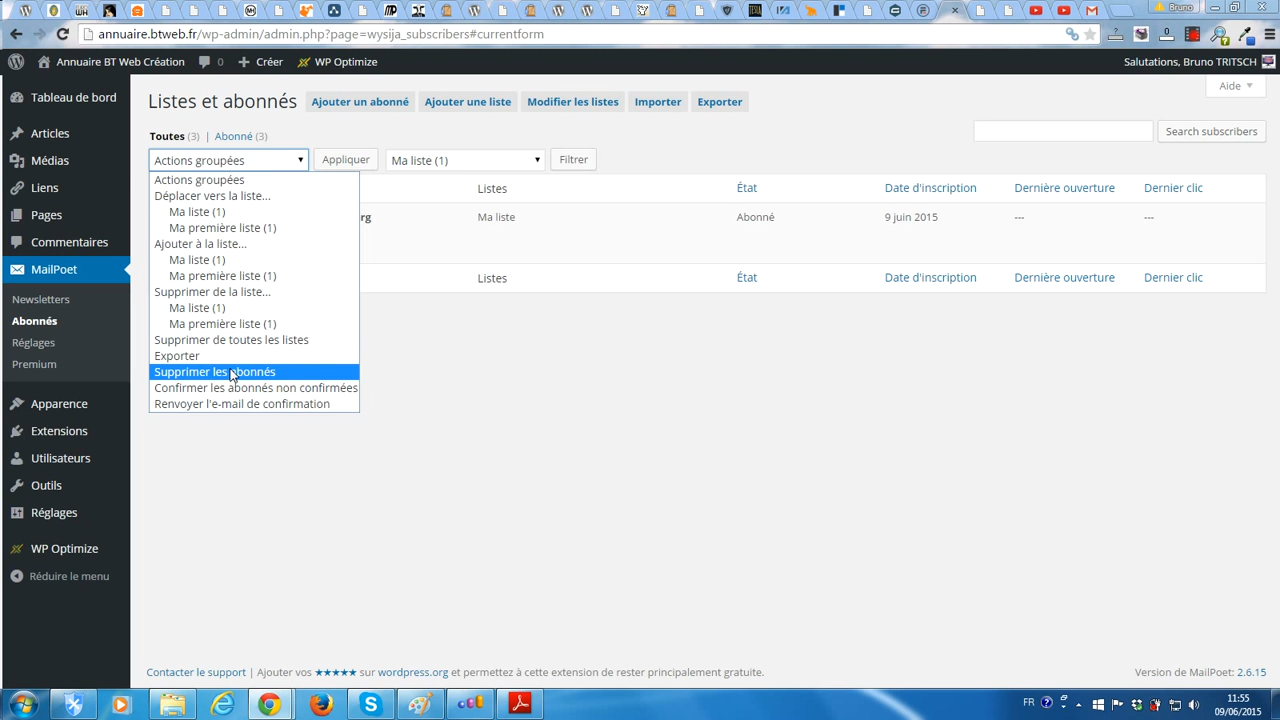 Bruno
annuaire.btweb.fr/wp-admin/admin.php?page=wysija_subscribers#currentform
Annuaire BT Web Création 0 Créer WP Optimize Salutations, Bruno TRITSCH
Aide
Listes et abonnés Ajouter un abonné Ajouter une liste Modifier les listes Importer Exporter
Toutes (3) | Abonné (3) Search subscribers
Actions groupées Appliquer Ma liste (1) Filtrer
Actions groupées
Déplacer vers la liste...
Ma liste (1)
Ma première liste (1)
Ajouter à la liste...
Ma liste (1)
Ma première liste (1)
Supprimer de la liste...
Ma liste (1)
Ma première liste (1)
Supprimer de toutes les listes
Exporter
Supprimer les abonnés
Confirmer les abonnés non confirmées
Renvoyer l'e-mail de confirmation
Listes État Date d'inscription Dernière ouverture Dernier clic
rg Ma liste Abonné 9 juin 2015 --- ---
Listes État Date d'inscription Dernière ouverture Dernier clic
Tableau de bord
Articles
Médias
Liens
Pages
Commentaires
MailPoet
Newsletters
Abonnés
Réglages
Premium
Apparence
Extensions
Utilisateurs
Outils
Réglages
WP Optimize
Réduire le menu
Contacter le support | Ajouter vos ★★★★★ sur wordpress.org et permettez à cette extension de rester principalement gratuite. Version de MailPoet: 2.6.15
FR 11:55
09/06/2015